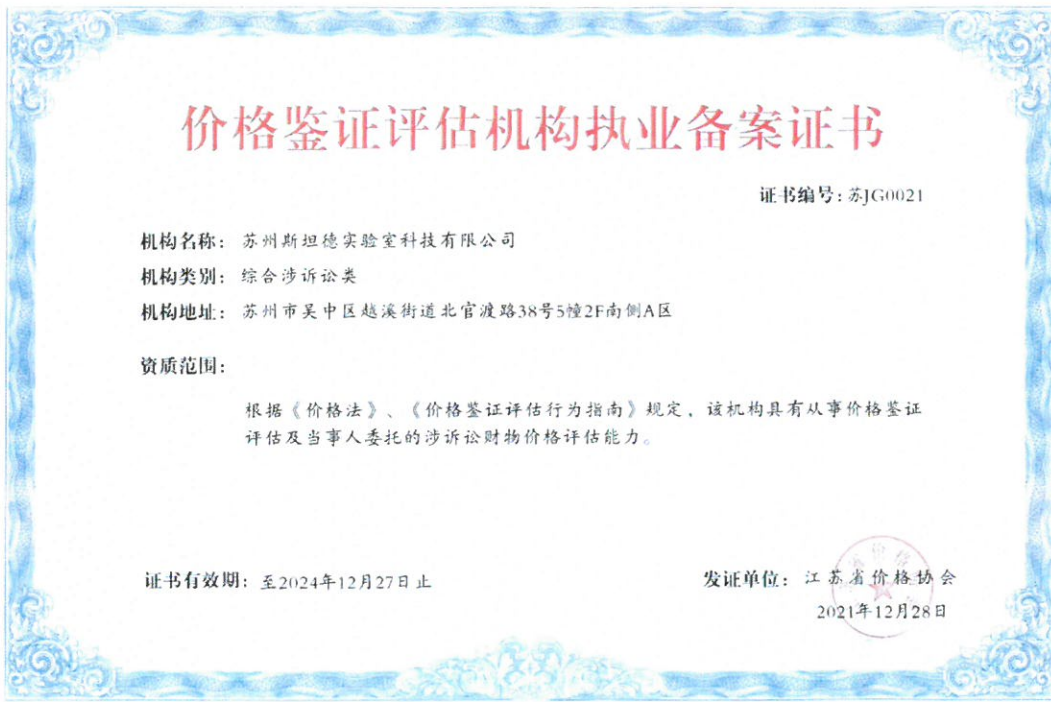 价格鉴证评估机构执业备案证书
证书编号：苏JG0021
机构名称：苏州斯坦德实验室科技有限公司
机构类别：综合涉诉讼类
机构地址：苏州市吴中区越溪街道北官渡路38号5幢2F南侧A区
资质范围：
根据《价格法》、《价格鉴证评估行为指南》规定，该机构具有从事价格鉴证
评估及当事人委托的涉诉讼财物价格评估能力。
证书有效期：至2024年12月27日止
发证单位：江苏省价格协会
2021年12月28日